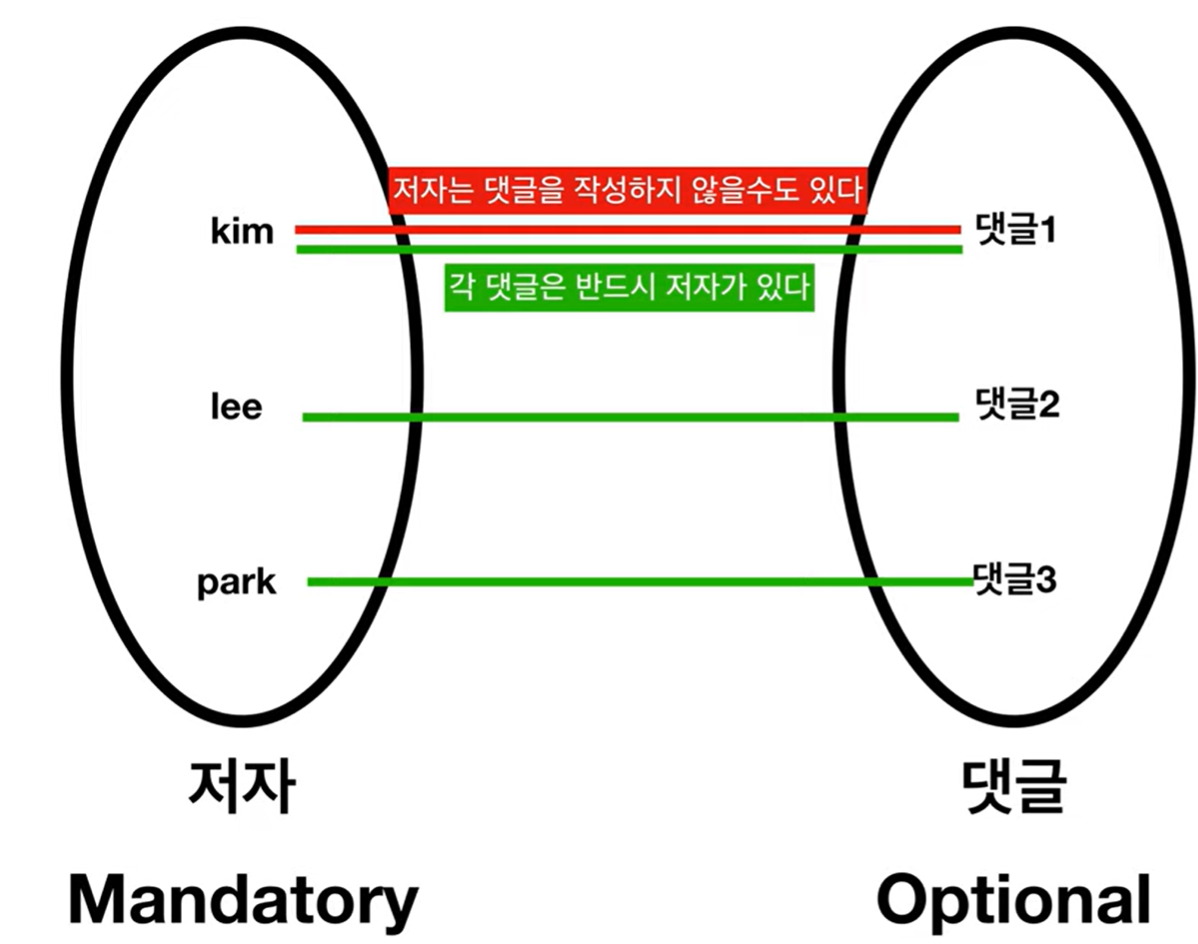 저자는 댓글을 작성하지 않을수도 있다
kim
댓글1
각 댓글은 반드시 저자가 있다
lee
댓글2
park
댓글3
저자
댓글
Mandatory
Optional